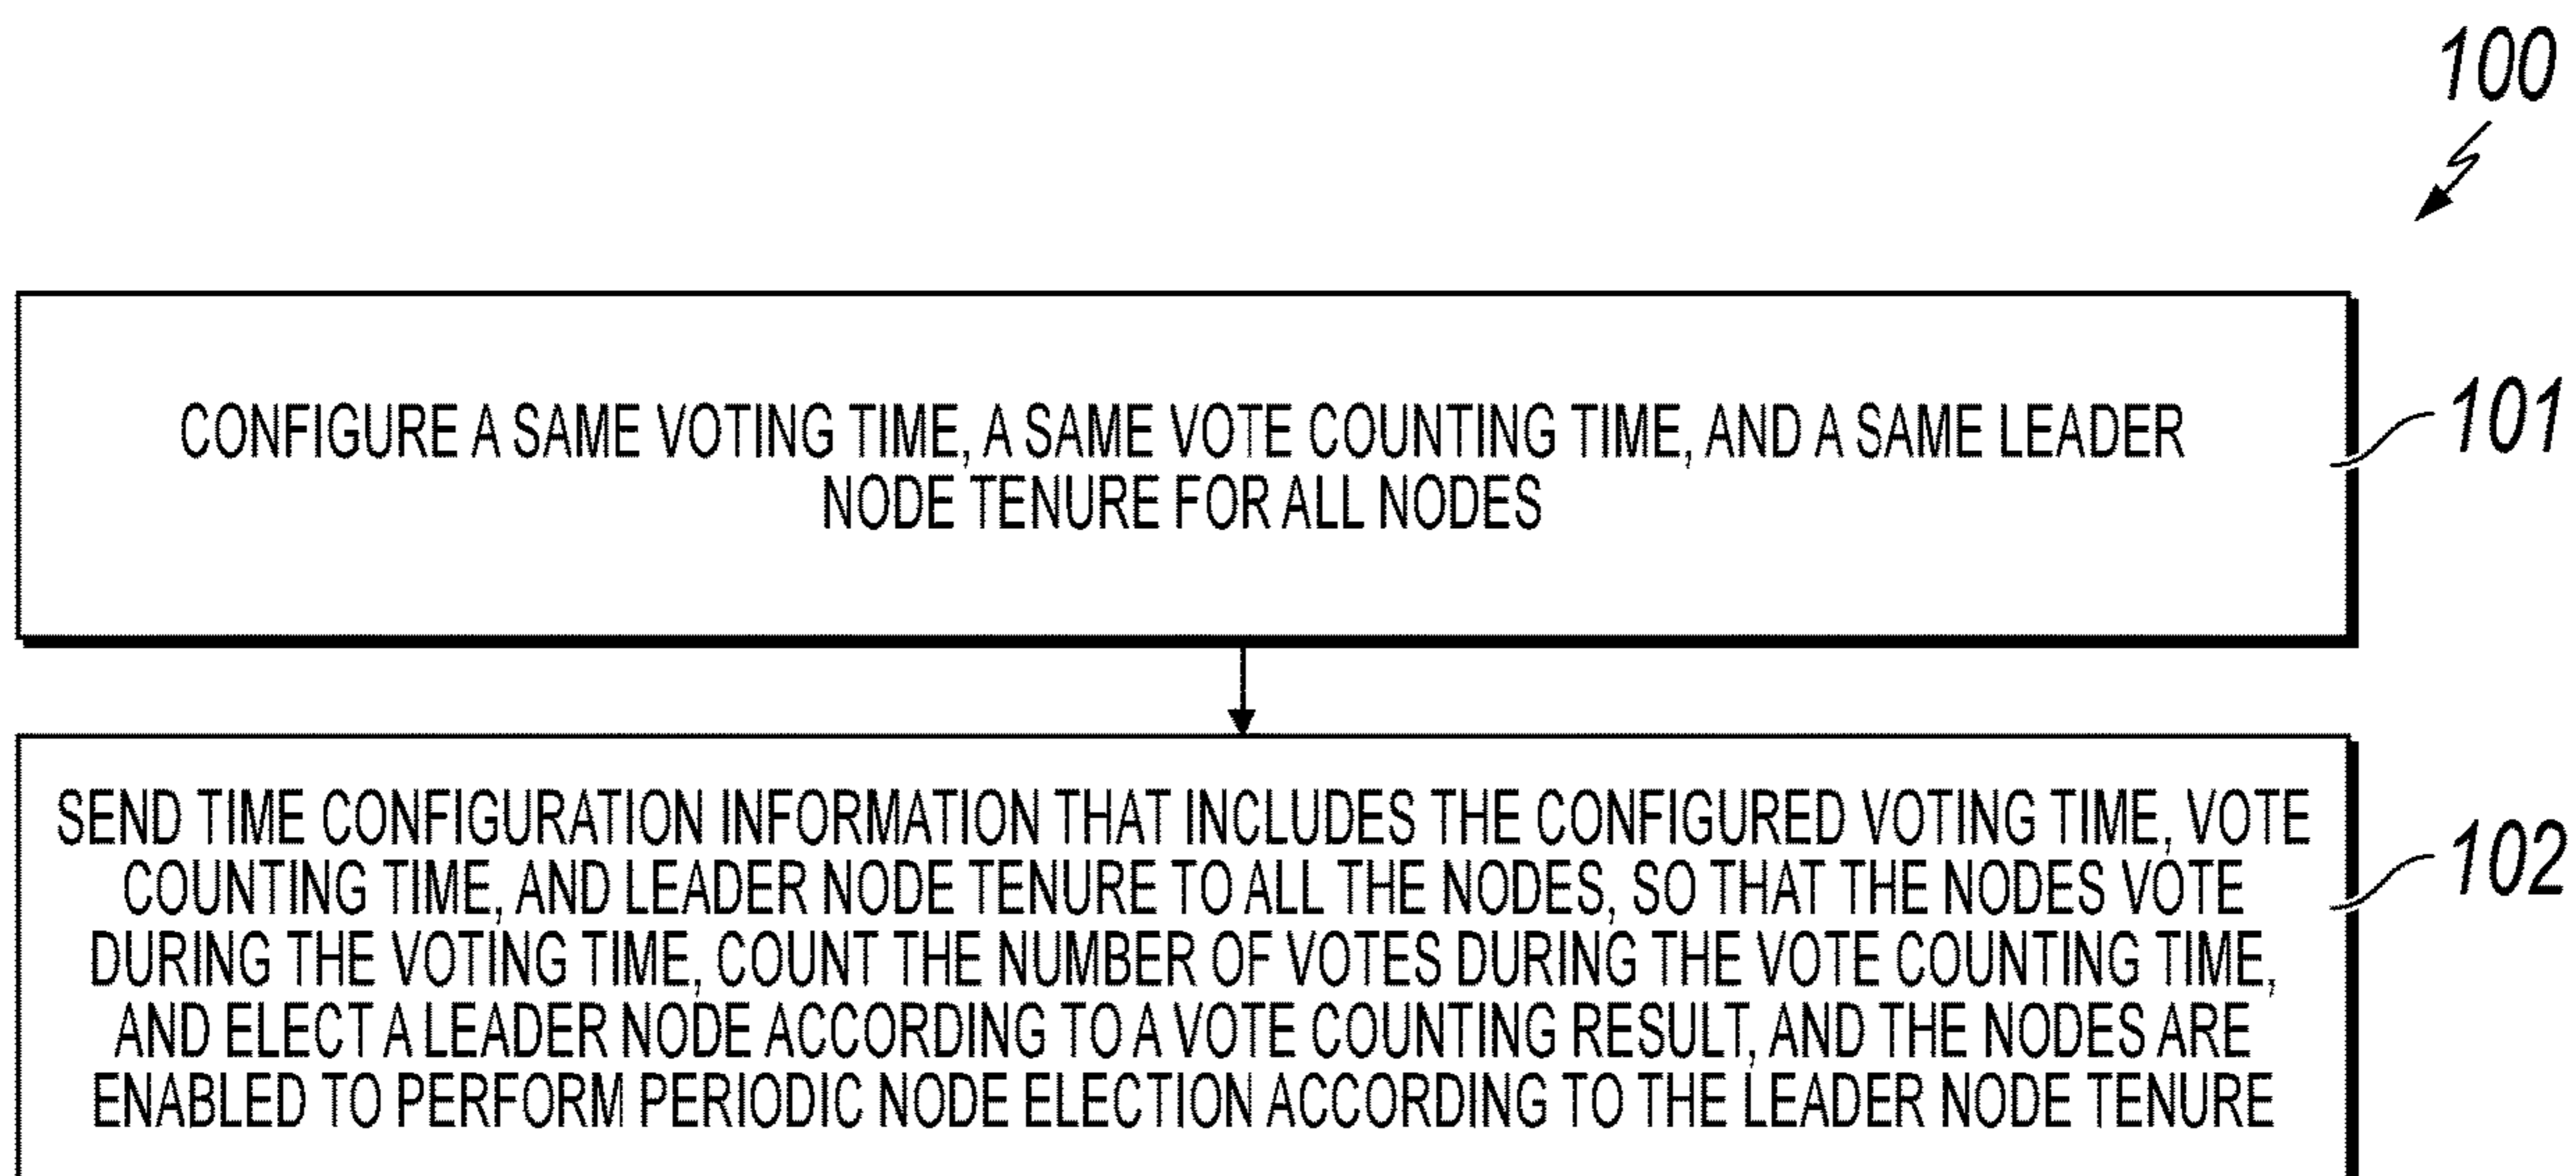 100
CONFIGURE A SAME VOTING TIME, A SAME VOTE COUNTING TIME, AND A SAME LEADER
NODE TENURE FOR ALL NODES
101
SEND TIME CONFIGURATION INFORMATION THAT INCLUDES THE CONFIGURED VOTING TIME, VOTE
COUNTING TIME, AND LEADER NODE TENURE TO ALL THE NODES, SO THAT THE NODES VOTE
DURING THE VOTING TIME, COUNT THE NUMBER OF VOTES DURING THE VOTE COUNTING TIME,
AND ELECT A LEADER NODE ACCORDING TO A VOTE COUNTING RESULT, AND THE NODES ARE
ENABLED TO PERFORM PERIODIC NODE ELECTION ACCORDING TO THE LEADER NODE TENURE
102